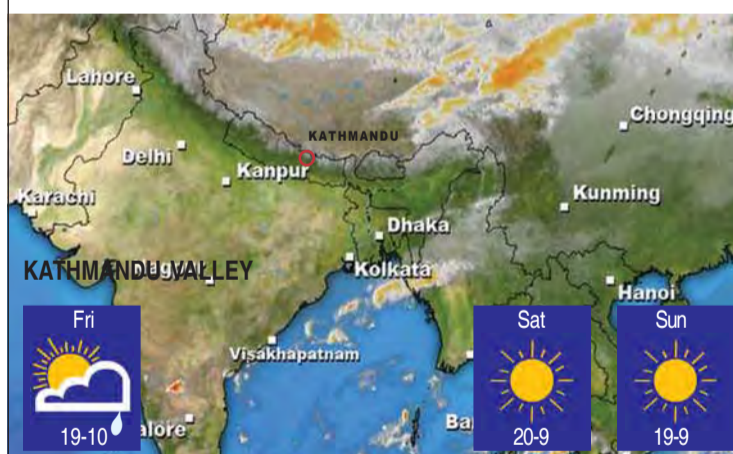 Lahore
Chongqing
KATHMANDU
Delhi
Kanpur
Karachi
Kunming
Dhaka
KATHMANDU VALLEY
Kolkata
Hanoi
Fri
Sat
Sun
Visakhapatnam
19-10
20-9
19-9